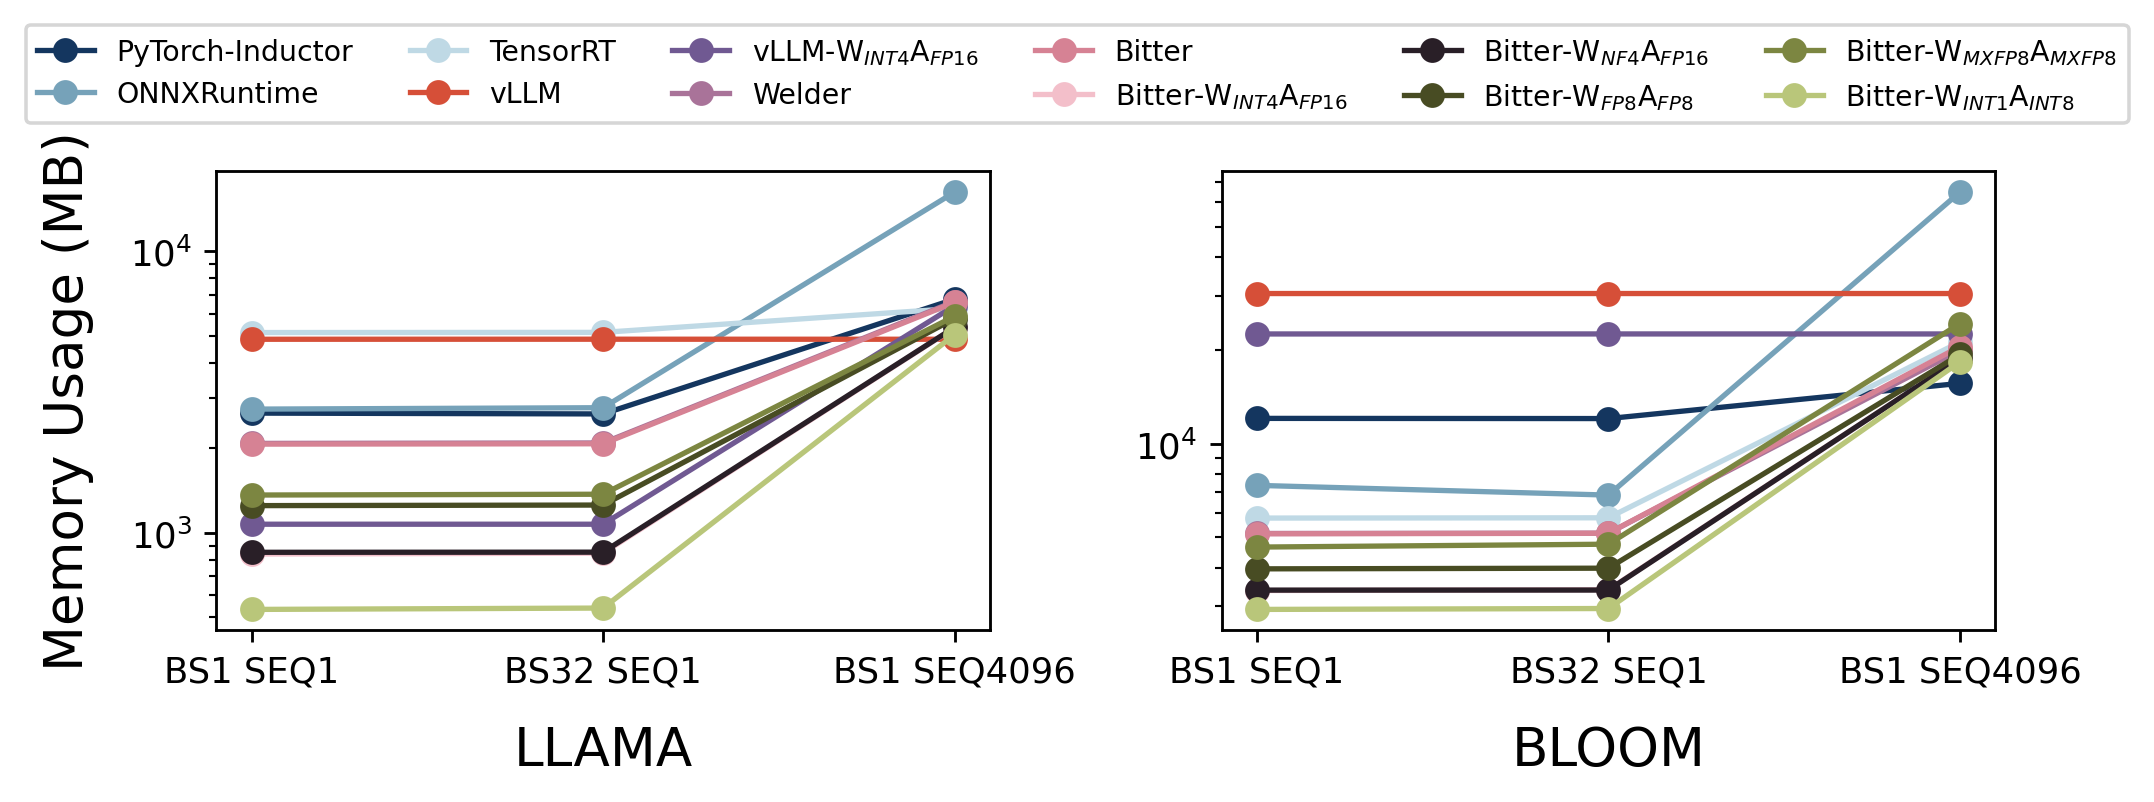 PyTorch-Inductor TensorRT vLLM-W_INT4A_FP16 Bitter Bitter-W_NF4A_FP16 Bitter-W_MXFP8A_MXFP8
ONNXRuntime vLLM Welder Bitter-W_INT4A_FP16 Bitter-W_FP8A_FP8 Bitter-W_INT1A_INT8
Memory Usage (MB)
10^4
10^3
BS1 SEQ1 BS32 SEQ1 BS1 SEQ4096
LLAMA
10^4
BS1 SEQ1 BS32 SEQ1 BS1 SEQ4096
BLOOM